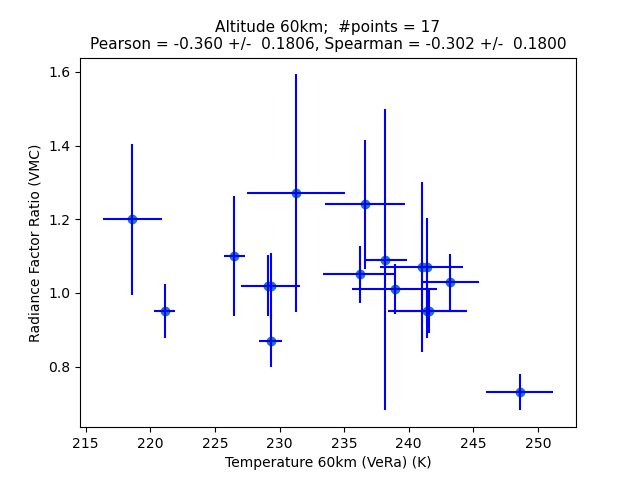 Altitude 60km;  #points = 17
Pearson = -0.360 +/-  0.1806, Spearman = -0.302 +/-  0.1800
1.6
1.4
1.2
1.0
0.8
Radiance Factor Ratio (VMC)
215 220 225 230 235 240 245 250
Temperature 60km (VeRa) (K)